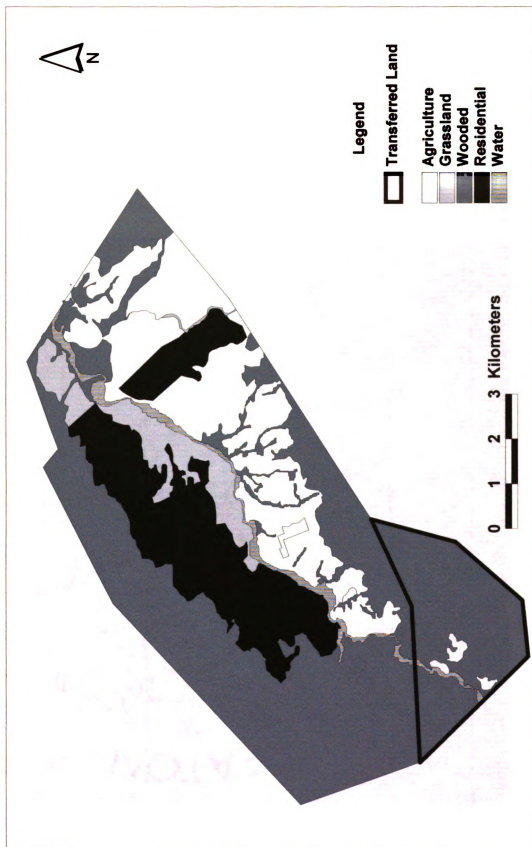 N
Legend
Transferred Land
Agriculture
Grassland
Wooded
Residential
Water
0 1 2 3 Kilometers